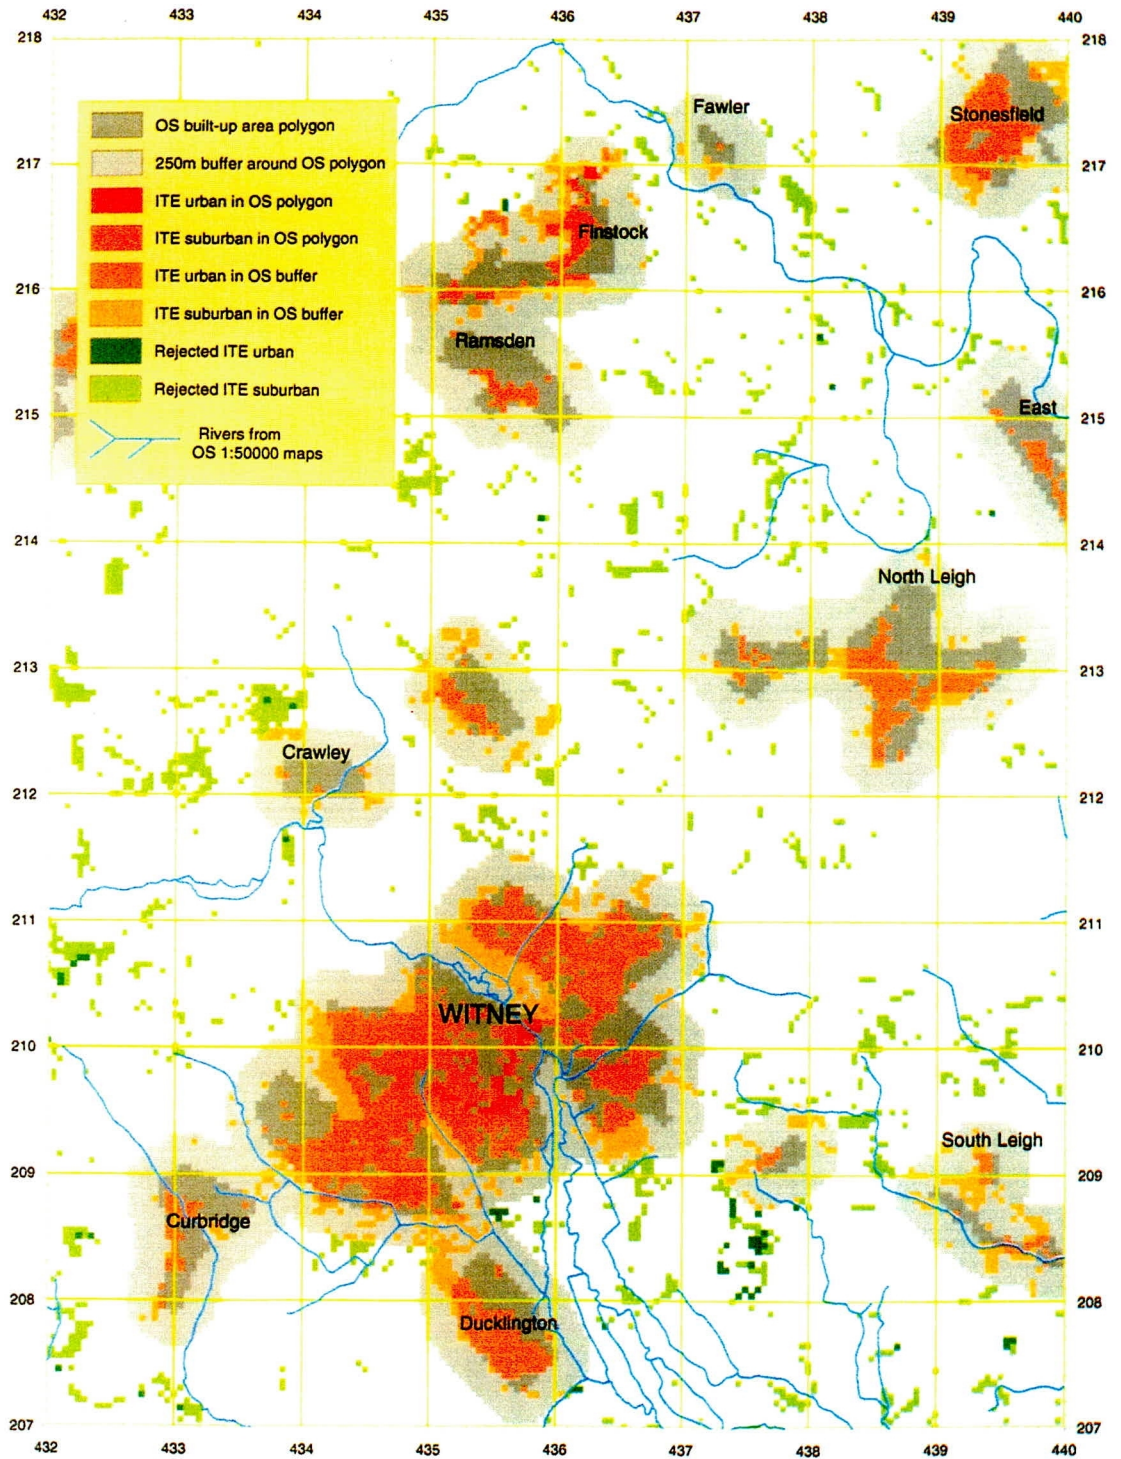 432 433 434 435 436 437 438 439 440
218 218
Fawler
Stonesfield
OS built-up area polygon
250m buffer around OS polygon
217 217
ITE urban in OS polygon
ITE suburban in OS polygon
Finstock
ITE urban in OS buffer
216 216
ITE suburban in OS buffer
Ramsden
Rejected ITE urban
Rejected ITE suburban
East
215 215
Rivers from
OS 1:50000 maps
214 214
North Leigh
213 213
Crawley
212 212
211 211
WITNEY
210 210
South Leigh
209 209
Curbridge
208 208
Ducklington
207 207
432 433 434 435 436 437 438 439 440